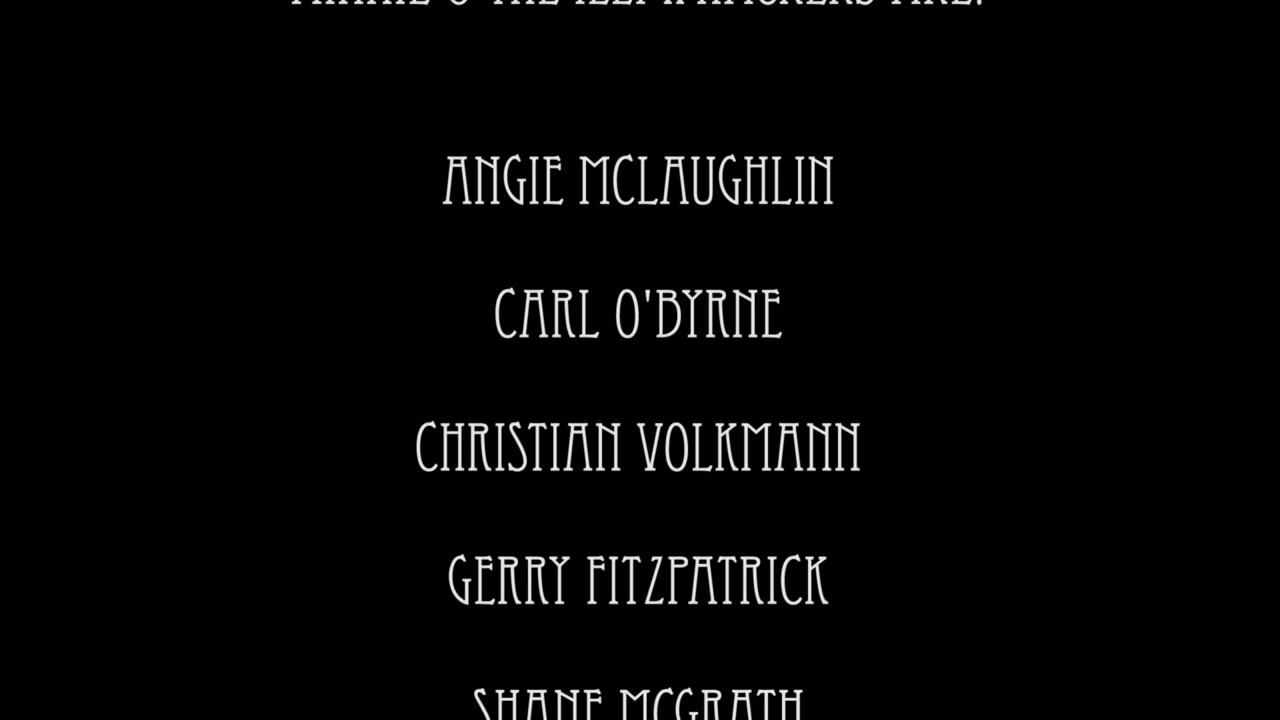 ANGIE MCLAUGHLIN
CARL O'BYRNE
CHRISTIAN VOLKMANN
GERRY FITZPATRICK
SHANE MCGRATH